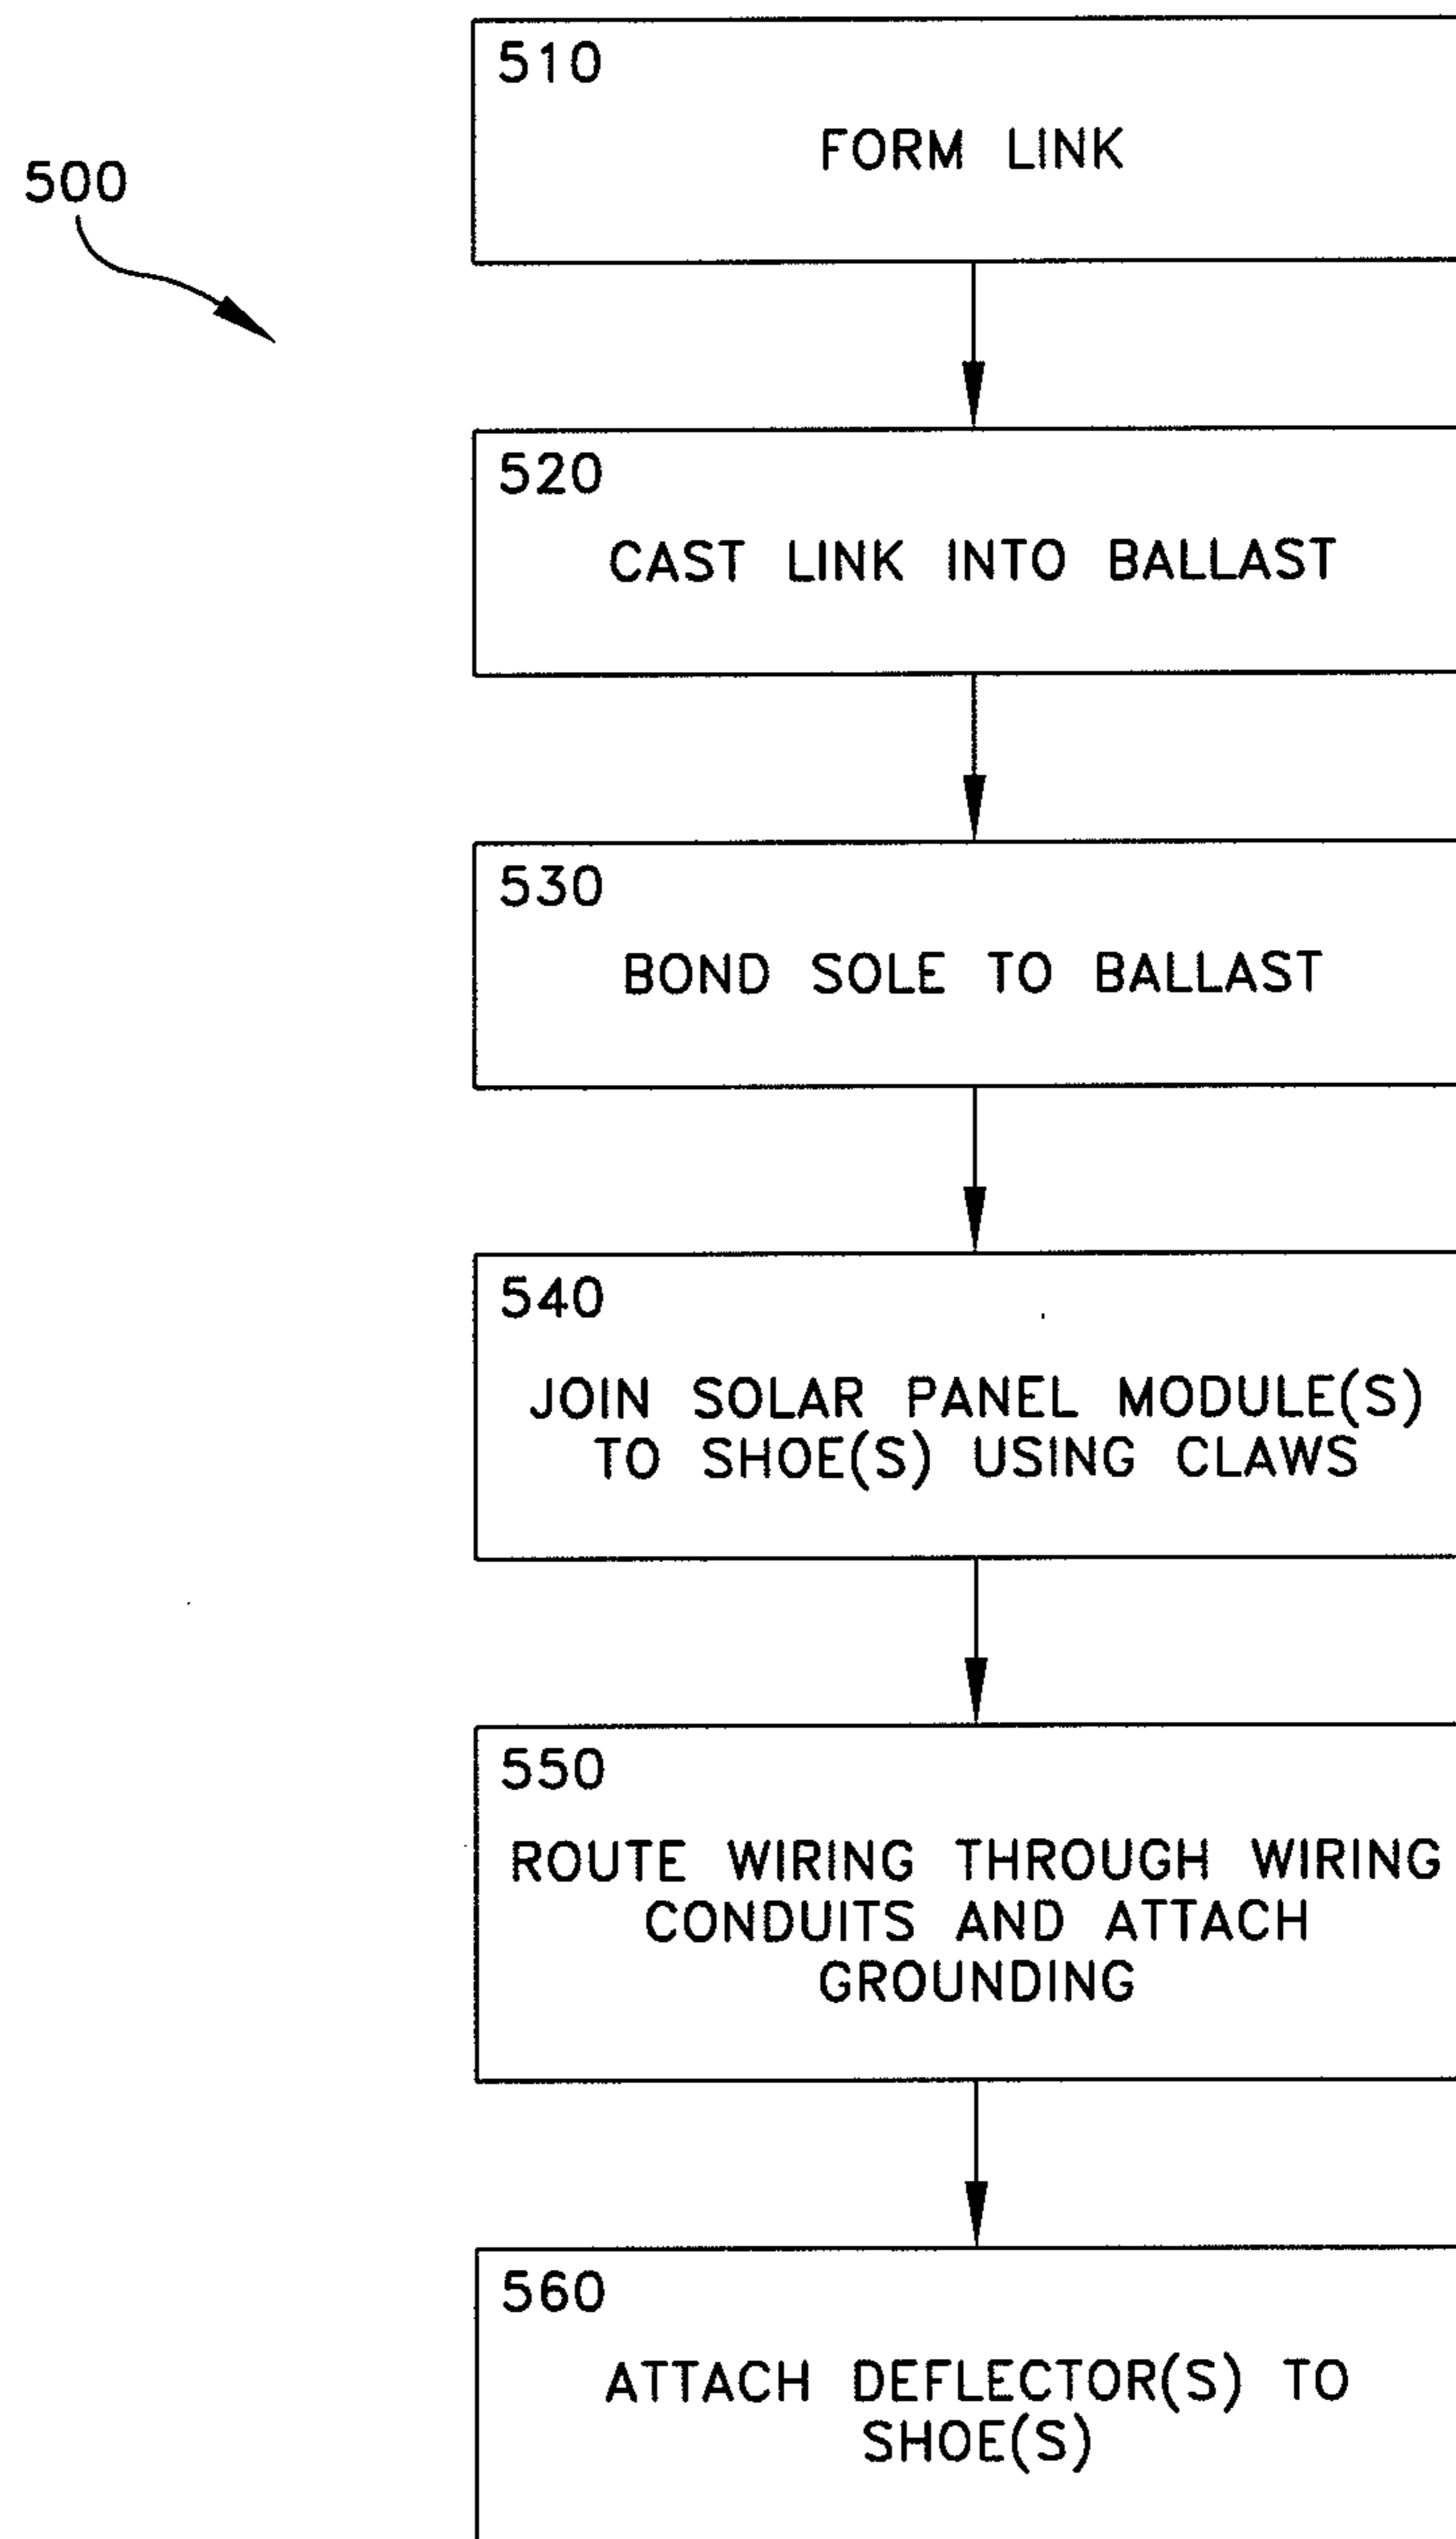 500
510
FORM LINK
520
CAST LINK INTO BALLAST
530
BOND SOLE TO BALLAST
540
JOIN SOLAR PANEL MODULE(S)
TO SHOE(S) USING CLAWS
550
ROUTE WIRING THROUGH WIRING
CONDUITS AND ATTACH
GROUNDING
560
ATTACH DEFLECTOR(S) TO
SHOE(S)